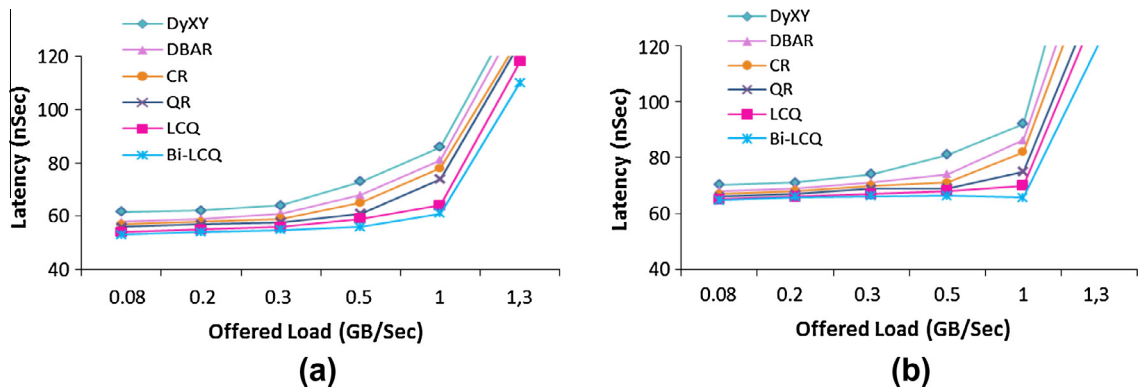 DyXY
DBAR
CR
QR
LCQ
Bi-LCQ
Latency (nSec)
120
100
80
60
40
0.08 0.2 0.3 0.5 1 1,3
Offered Load (GB/Sec)
(a)
DyXY
DBAR
CR
QR
LCQ
Bi-LCQ
Latency (nSec)
120
100
80
60
40
0.08 0.2 0.3 0.5 1 1,3
Offered Load (GB/Sec)
(b)